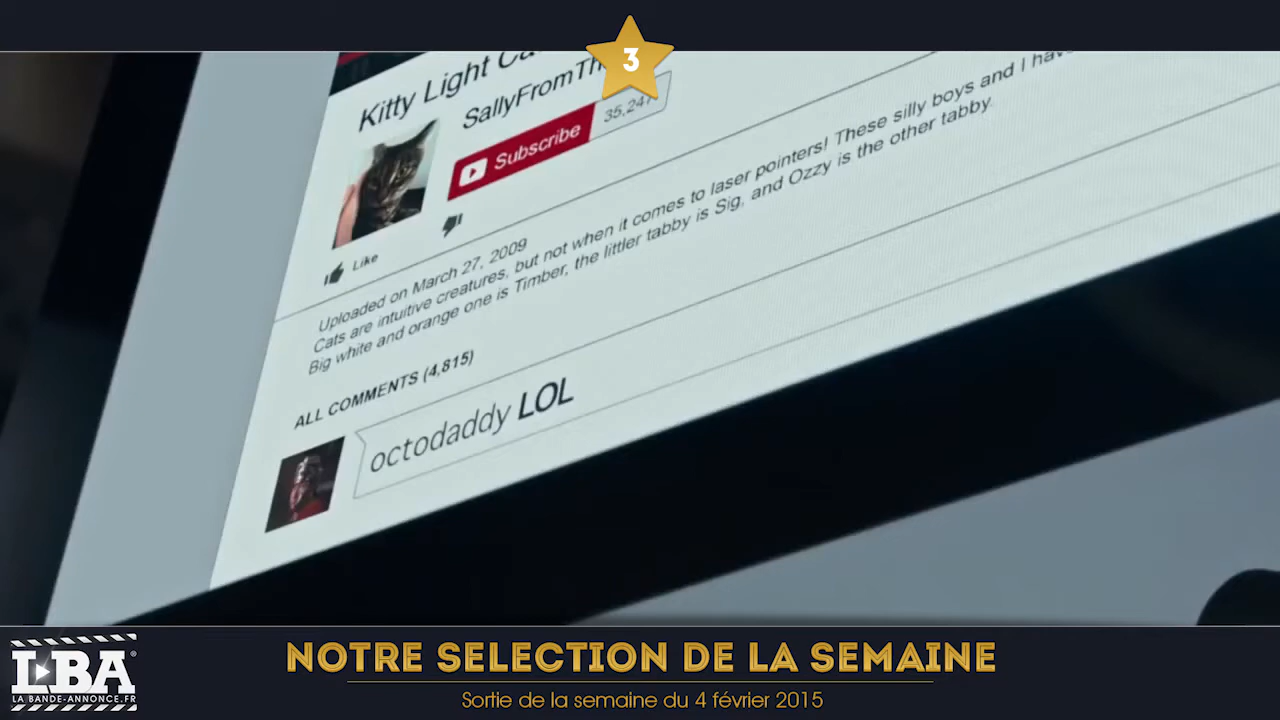 3
Kitty Light
SallyFromTh
Subscribe
35,247
Like
Uploaded on March 27, 2009
Cats are intuitive creatures, but not when it comes to laser pointers! These silly boys and I have
Big white and orange one is Timber, the littler tabby is Sig, and Ozzy is the other tabby.
ALL COMMENTS (4,815)
octodaddy LOL
LBA
LA BANDE-ANNONCE.FR
NOTRE SELECTION DE LA SEMAINE
Sortie de la semaine du 4 février 2015